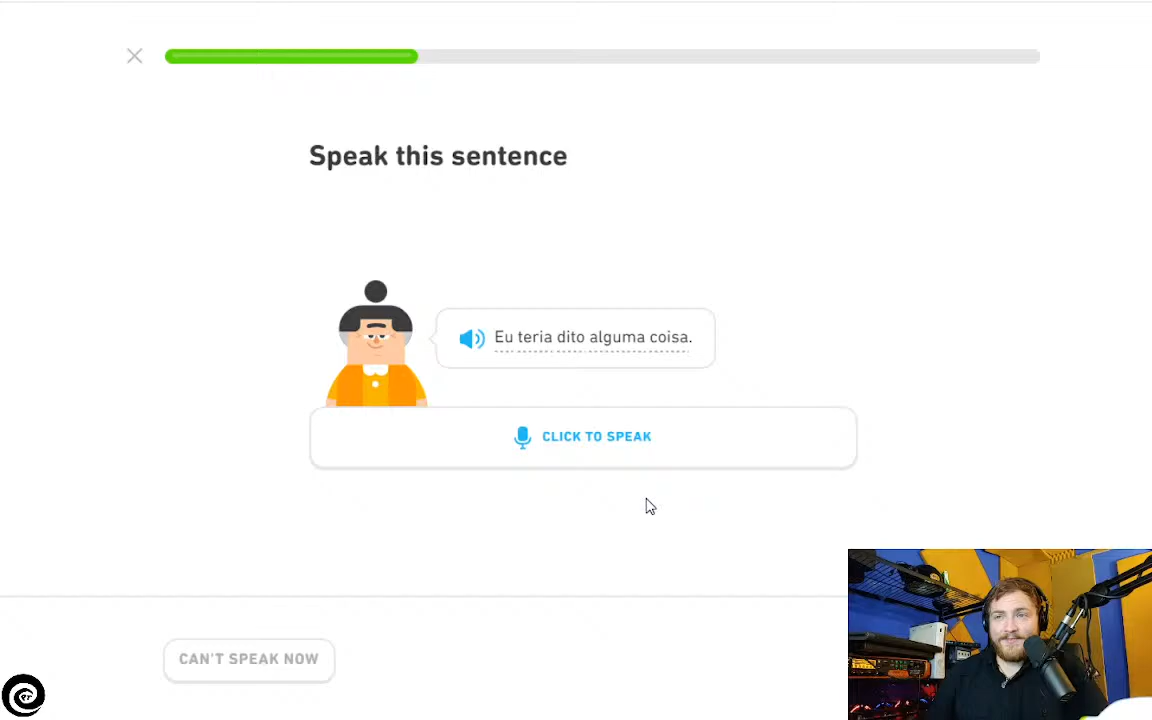 Speak this sentence
Eu teria dito alguma coisa.
CLICK TO SPEAK
CAN'T SPEAK NOW